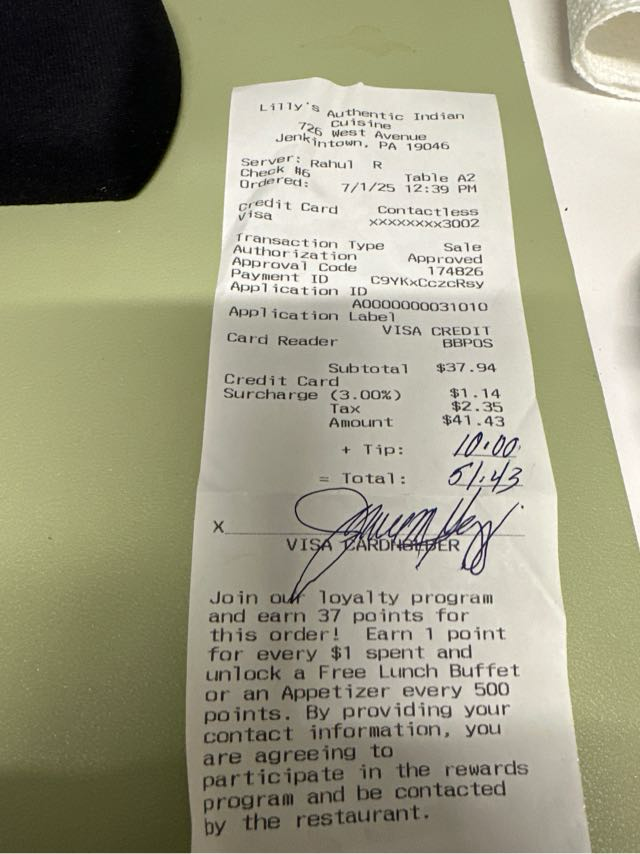 Lilly's Authentic Indian
Cuisine
726 West Avenue
Jenkintown, PA 19046
Server: Rahul R
Check #6 Table A2
Ordered: 7/1/25 12:39 PM
Credit Card Contactless
Visa xxxxxxxx3002
Transaction Type Sale
Authorization Approved
Approval Code 174826
Payment ID C9YKxCczcRsy
Application ID
A0000000031010
Application Label
VISA CREDIT
Card Reader BBPOS
Subtotal $37.94
Credit Card
Surcharge (3.00%) $1.14
Tax $2.35
Amount $41.43
+ Tip: 10.00
= Total: 51.43
X
VISA CARDHOLDER
Join our loyalty program
and earn 37 points for
this order! Earn 1 point
for every $1 spent and
unlock a Free Lunch Buffet
or an Appetizer every 500
points. By providing your
contact information, you
are agreeing to
participate in the rewards
program and be contacted
by the restaurant.